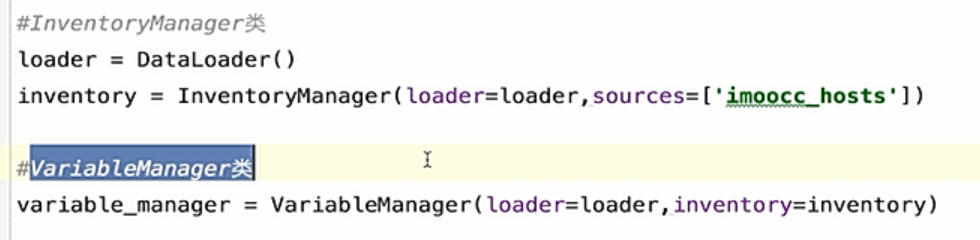 #InventoryManager类
loader = DataLoader()
inventory = InventoryManager(loader=loader,sources=['imoocc_hosts'])
#VariableManager类
variable_manager = VariableManager(loader=loader,inventory=inventory)